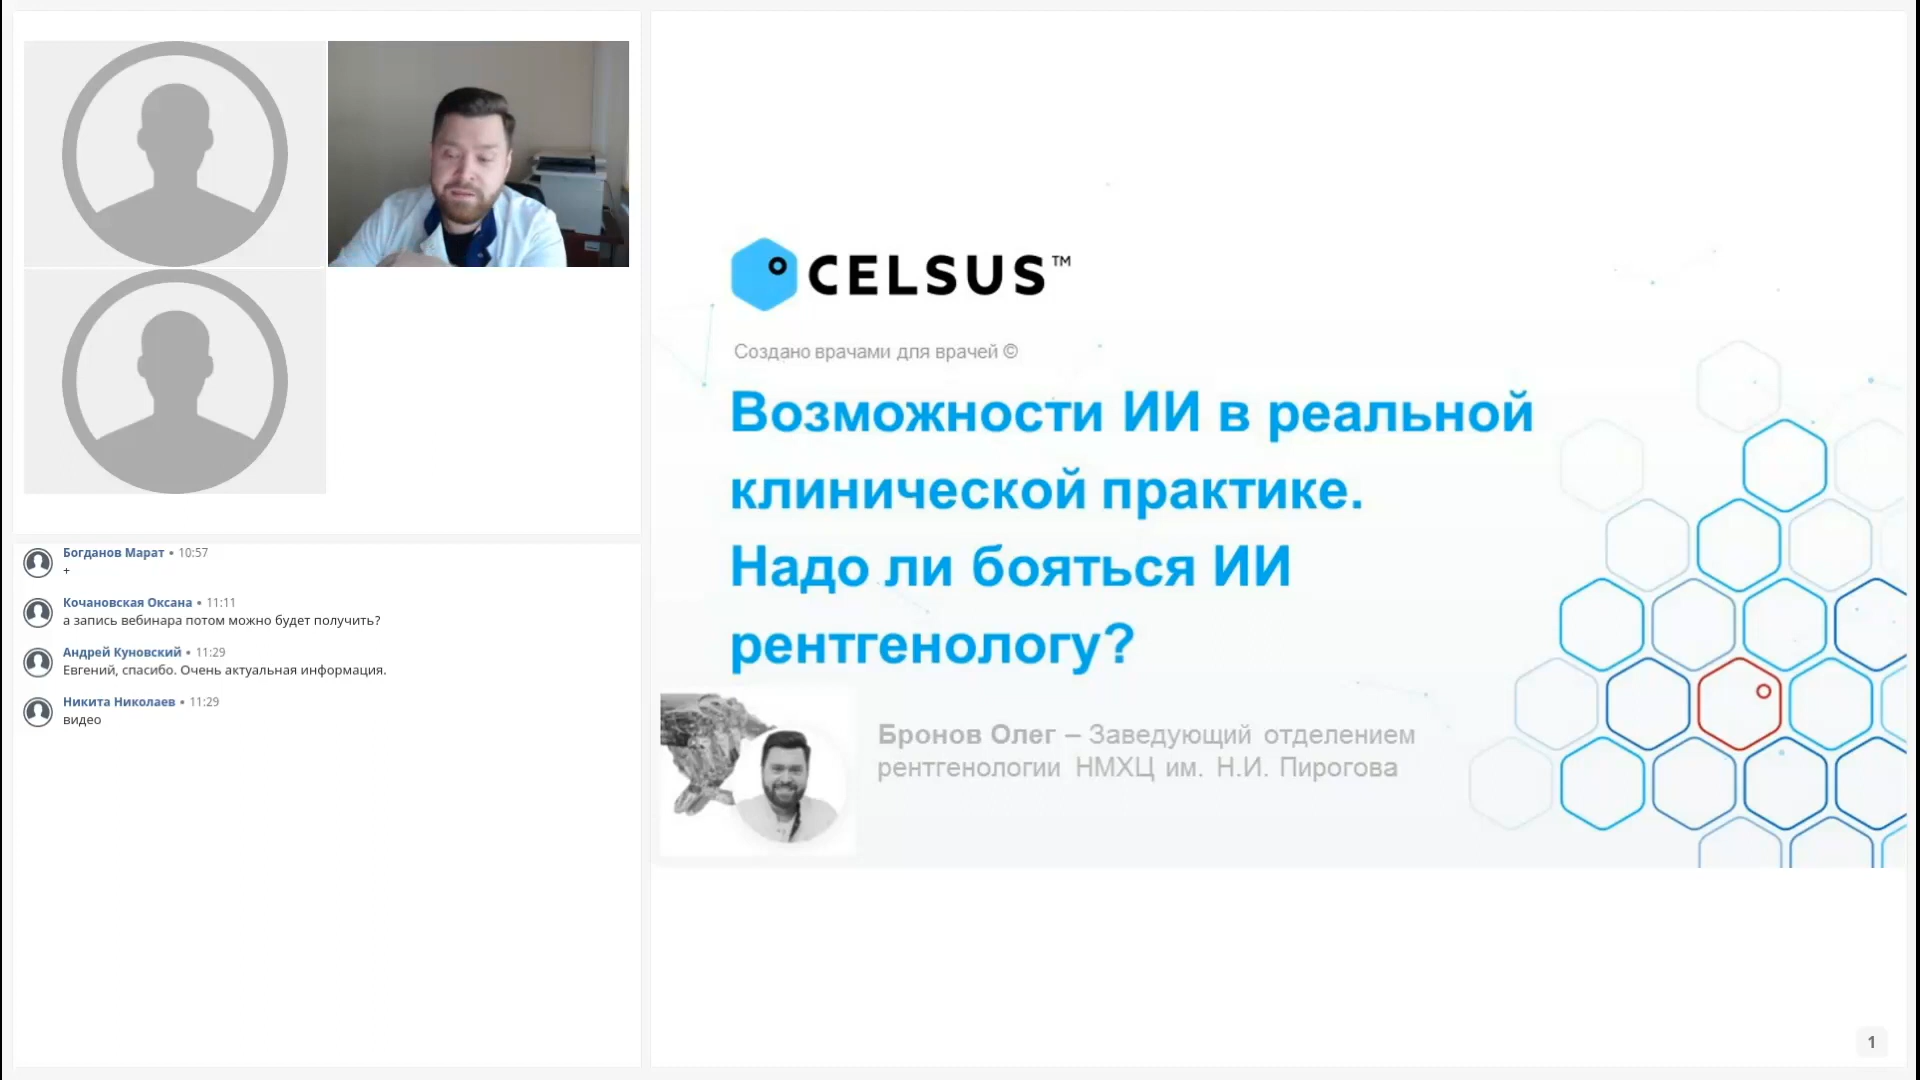 Богданов Марат • 10:57
+
Кочановская Оксана • 11:11
а запись вебинара потом можно будет получить?
Андрей Куновский • 11:29
Евгений, спасибо. Очень актуальная информация.
Никита Николаев • 11:29
видео
CELSUS™
Создано врачами для врачей ©
Возможности ИИ в реальной
клинической практике.
Надо ли бояться ИИ
рентгенологу?
Бронов Олег – Заведующий отделением
рентгенологии НМХЦ им. Н.И. Пирогова
1